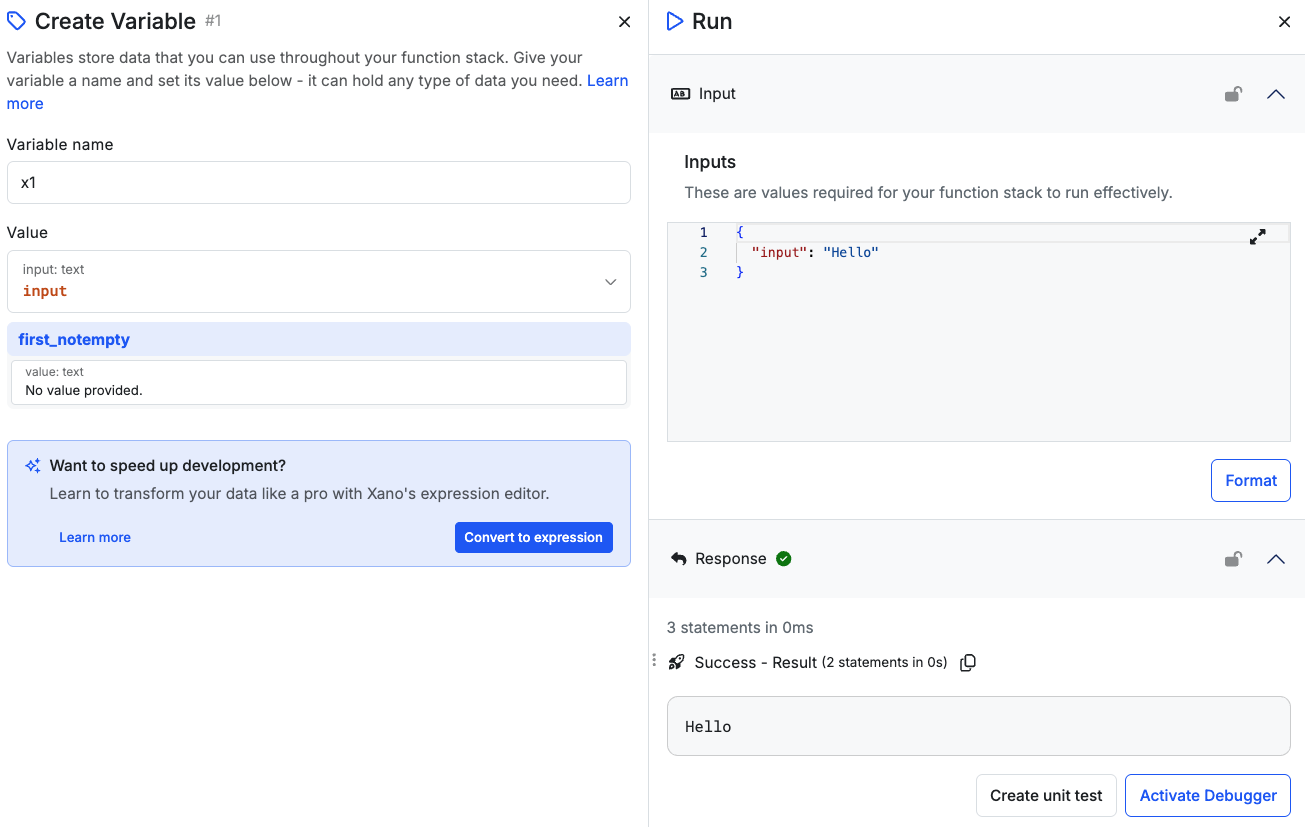 Create Variable #1
Variables store data that you can use throughout your function stack. Give your
variable a name and set its value below - it can hold any type of data you need. Learn
more
Variable name
x1
Value
input: text
input
first_notempty
value: text
No value provided.
Want to speed up development?
Learn to transform your data like a pro with Xano's expression editor.
Learn more
Convert to expression
Run
Input
Inputs
These are values required for your function stack to run effectively.
1 {
2 "input": "Hello"
3 }
Format
Response
3 statements in 0ms
Success - Result (2 statements in 0s)
Hello
Create unit test
Activate Debugger